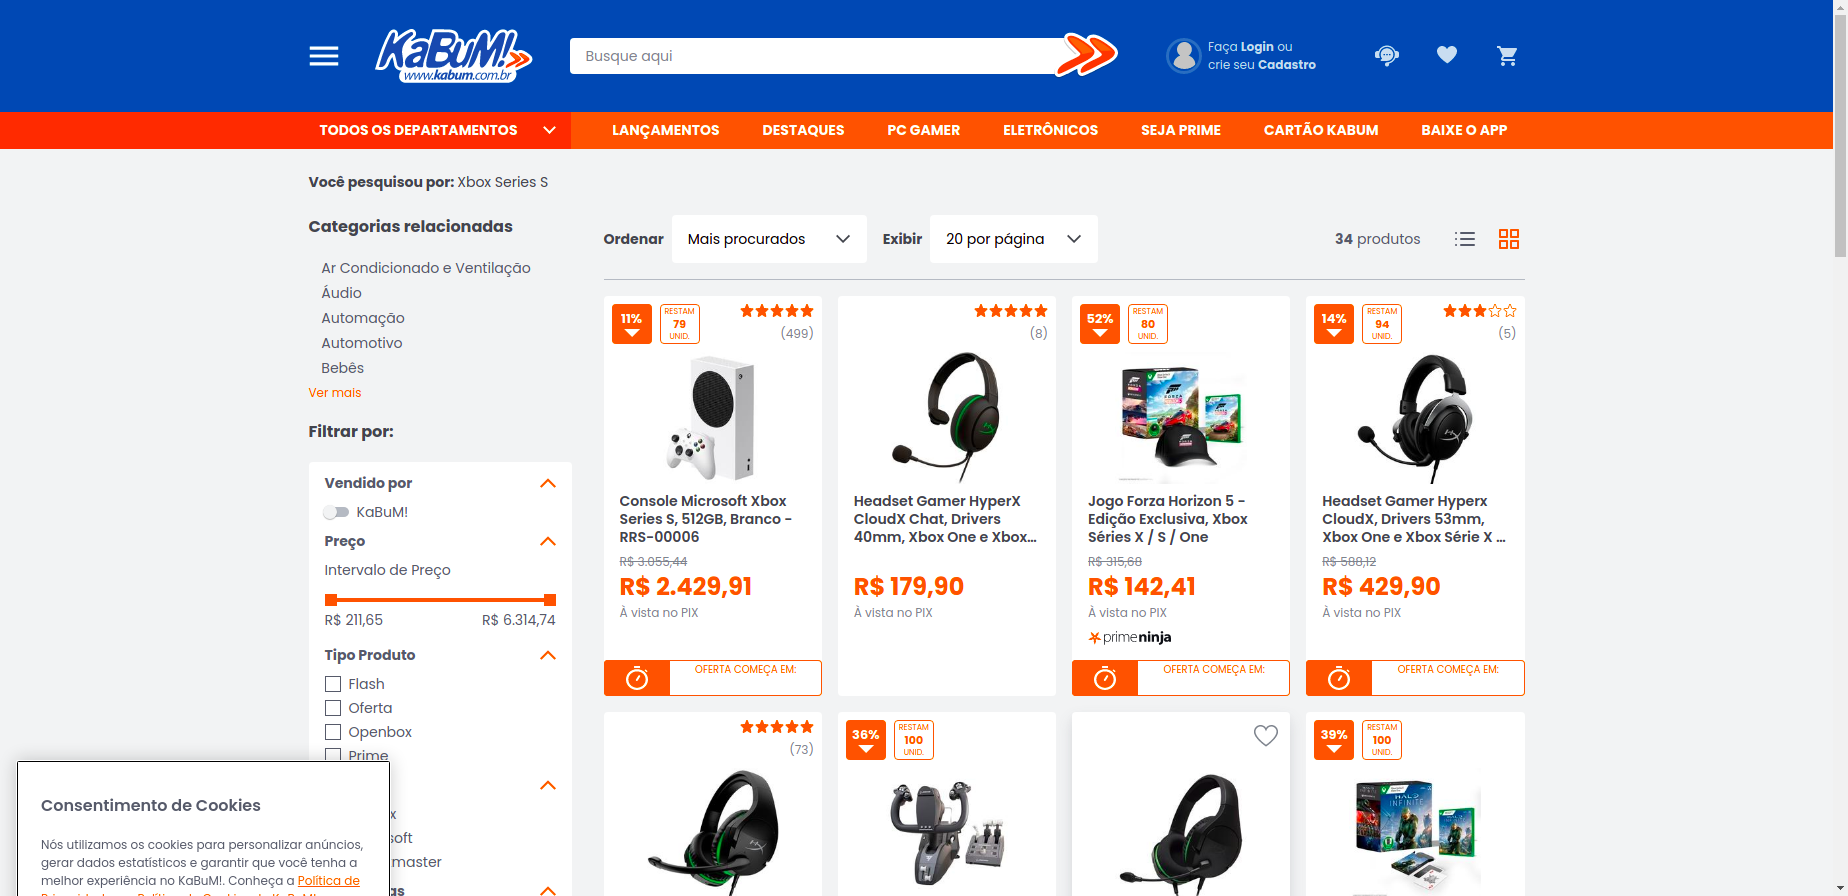 KaBuM!
www.kabum.com.br
Busque aqui
Faça Login ou
crie seu Cadastro
TODOS OS DEPARTAMENTOS
LANÇAMENTOS
DESTAQUES
PC GAMER
ELETRÔNICOS
SEJA PRIME
CARTÃO KABUM
BAIXE O APP
Você pesquisou por: Xbox Series S
Categorias relacionadas
Ar Condicionado e Ventilação
Áudio
Automação
Automotivo
Bebês
Ver mais
Filtrar por:
Vendido por
KaBuM!
Preço
Intervalo de Preço
R$ 211,65
R$ 6.314,74
Tipo Produto
Flash
Oferta
Openbox
Prime
x
soft
master
as
Consentimento de Cookies
Nós utilizamos os cookies para personalizar anúncios,
gerar dados estatísticos e garantir que você tenha a
melhor experiência no KaBuM!. Conheça a Política de
Ordenar
Mais procurados
Exibir
20 por página
34 produtos
11%
RESTAM
79
UNID.
(499)
Console Microsoft Xbox
Series S, 512GB, Branco -
RRS-00006
R$ 3.055,44
R$ 2.429,91
À vista no PIX
OFERTA COMEÇA EM:
(8)
Headset Gamer HyperX
CloudX Chat, Drivers
40mm, Xbox One e Xbox...
R$ 179,90
À vista no PIX
52%
RESTAM
80
UNID.
Jogo Forza Horizon 5 -
Edição Exclusiva, Xbox
Séries X / S / One
R$ 315,68
R$ 142,41
À vista no PIX
primeninja
OFERTA COMEÇA EM:
14%
RESTAM
94
UNID.
(5)
Headset Gamer Hyperx
CloudX, Drivers 53mm,
Xbox One e Xbox Série X ...
R$ 588,12
R$ 429,90
À vista no PIX
OFERTA COMEÇA EM:
(73)
36%
RESTAM
100
UNID.
39%
RESTAM
100
UNID.
HALO
INFINITE